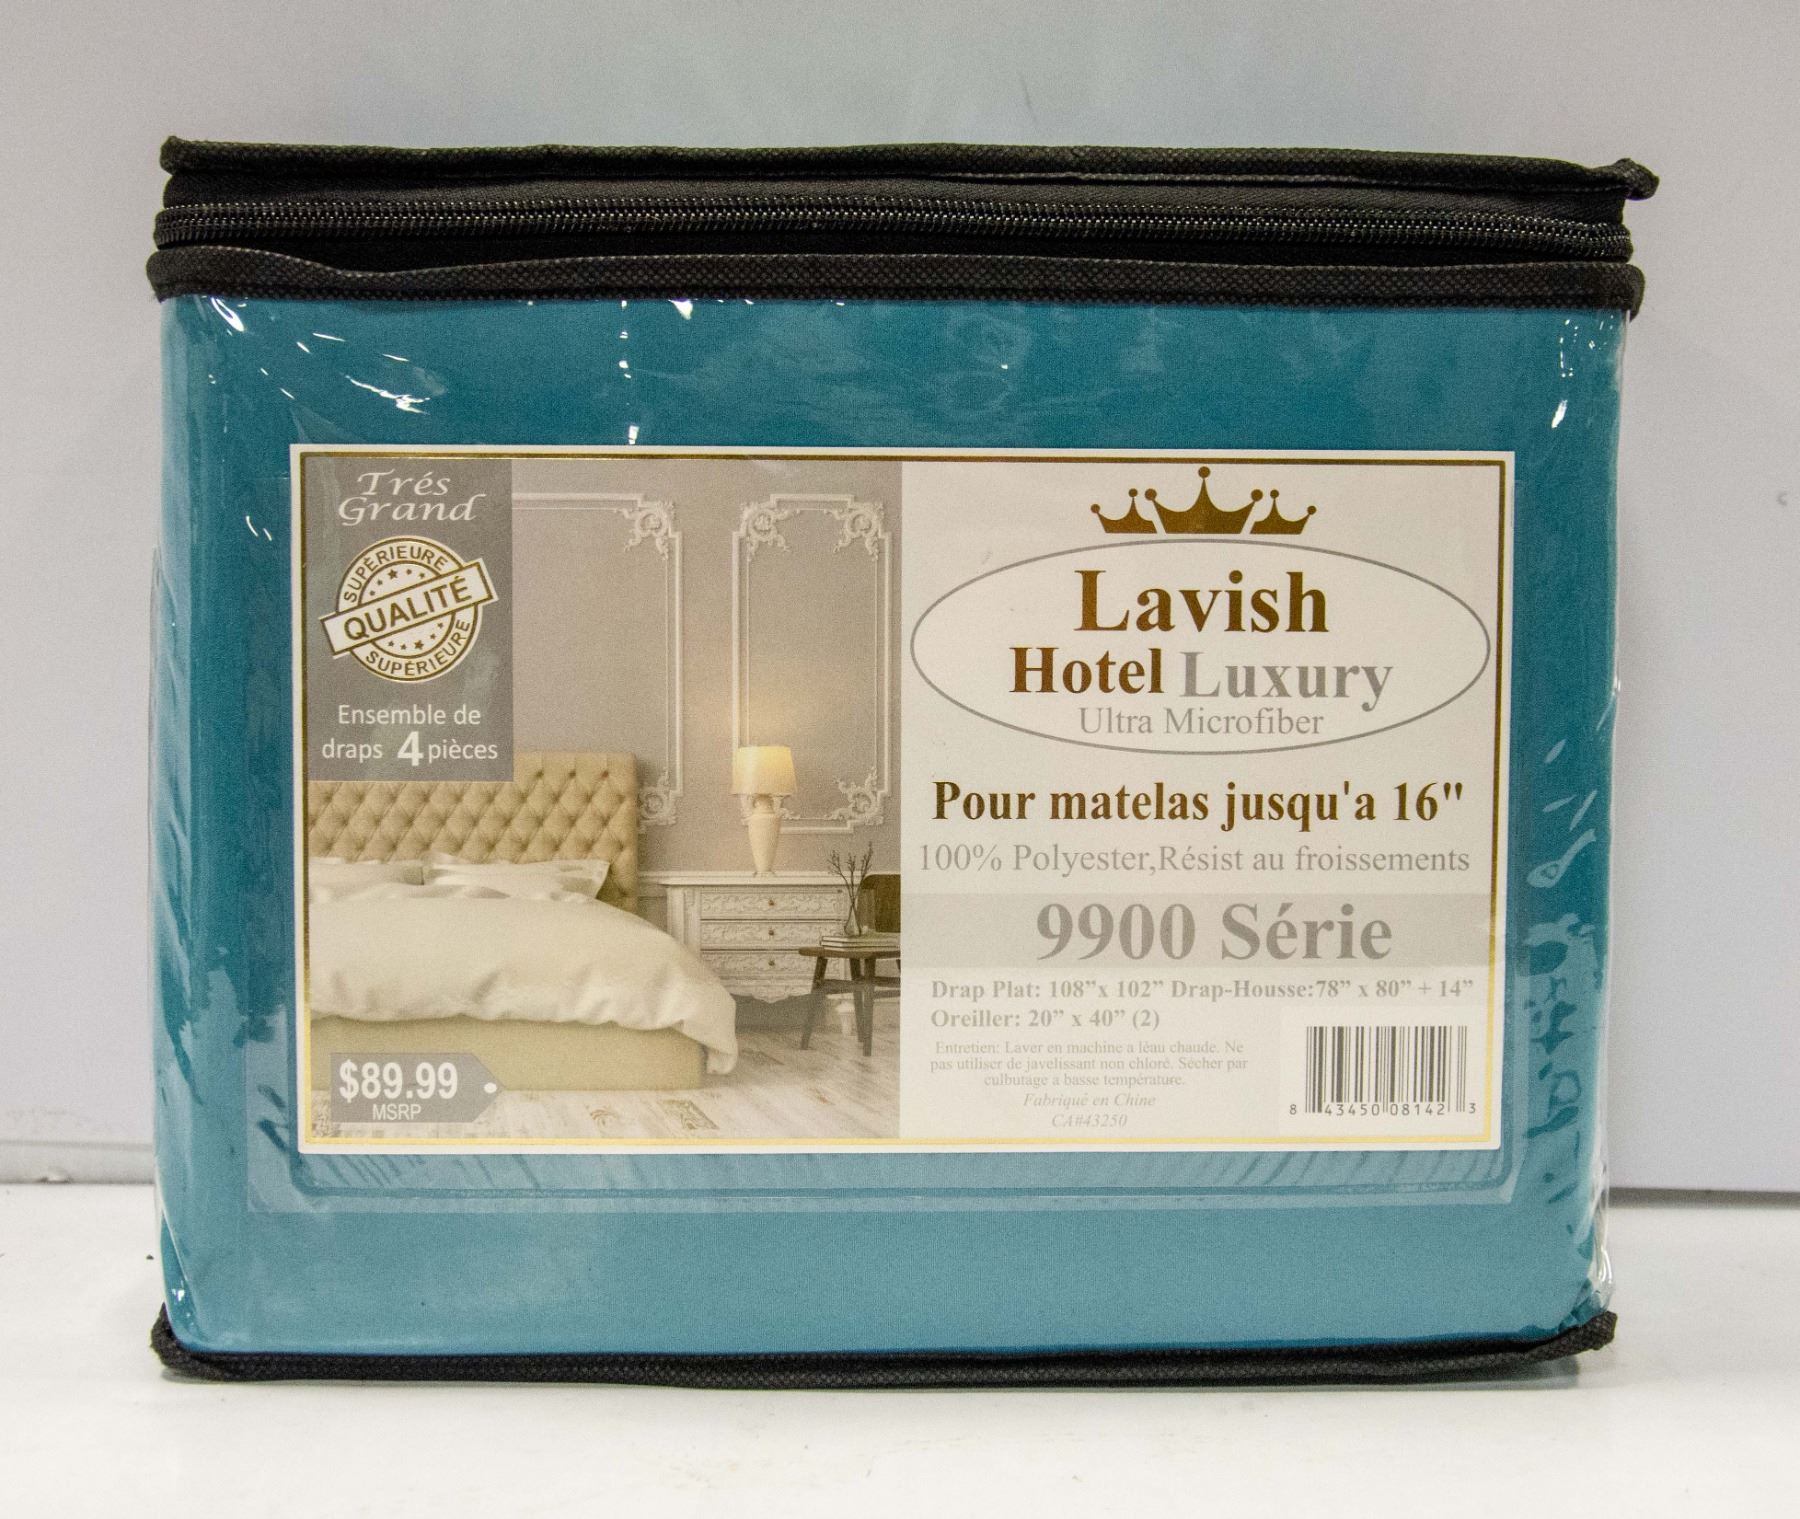 Trés
Grand
SUPÉRIEURE
QUALITÉ
SUPÉRIEURE
Ensemble de
draps 4 pièces
$89.99
MSRP
Lavish
Hotel Luxury
Ultra Microfiber
Pour matelas jusqu'a 16"
100% Polyester,Résist au froissements
9900 Série
Drap Plat: 108”x 102” Drap-Housse:78” x 80” + 14”
Oreiller: 20” x 40” (2)
Entretien: Laver en machine a lèau chaude. Ne
pas utiliser de javelissant non chloré. Sécher par
culbutage a basse température.
Fabriqué en Chine
CA#43250
8 43450 08142 3